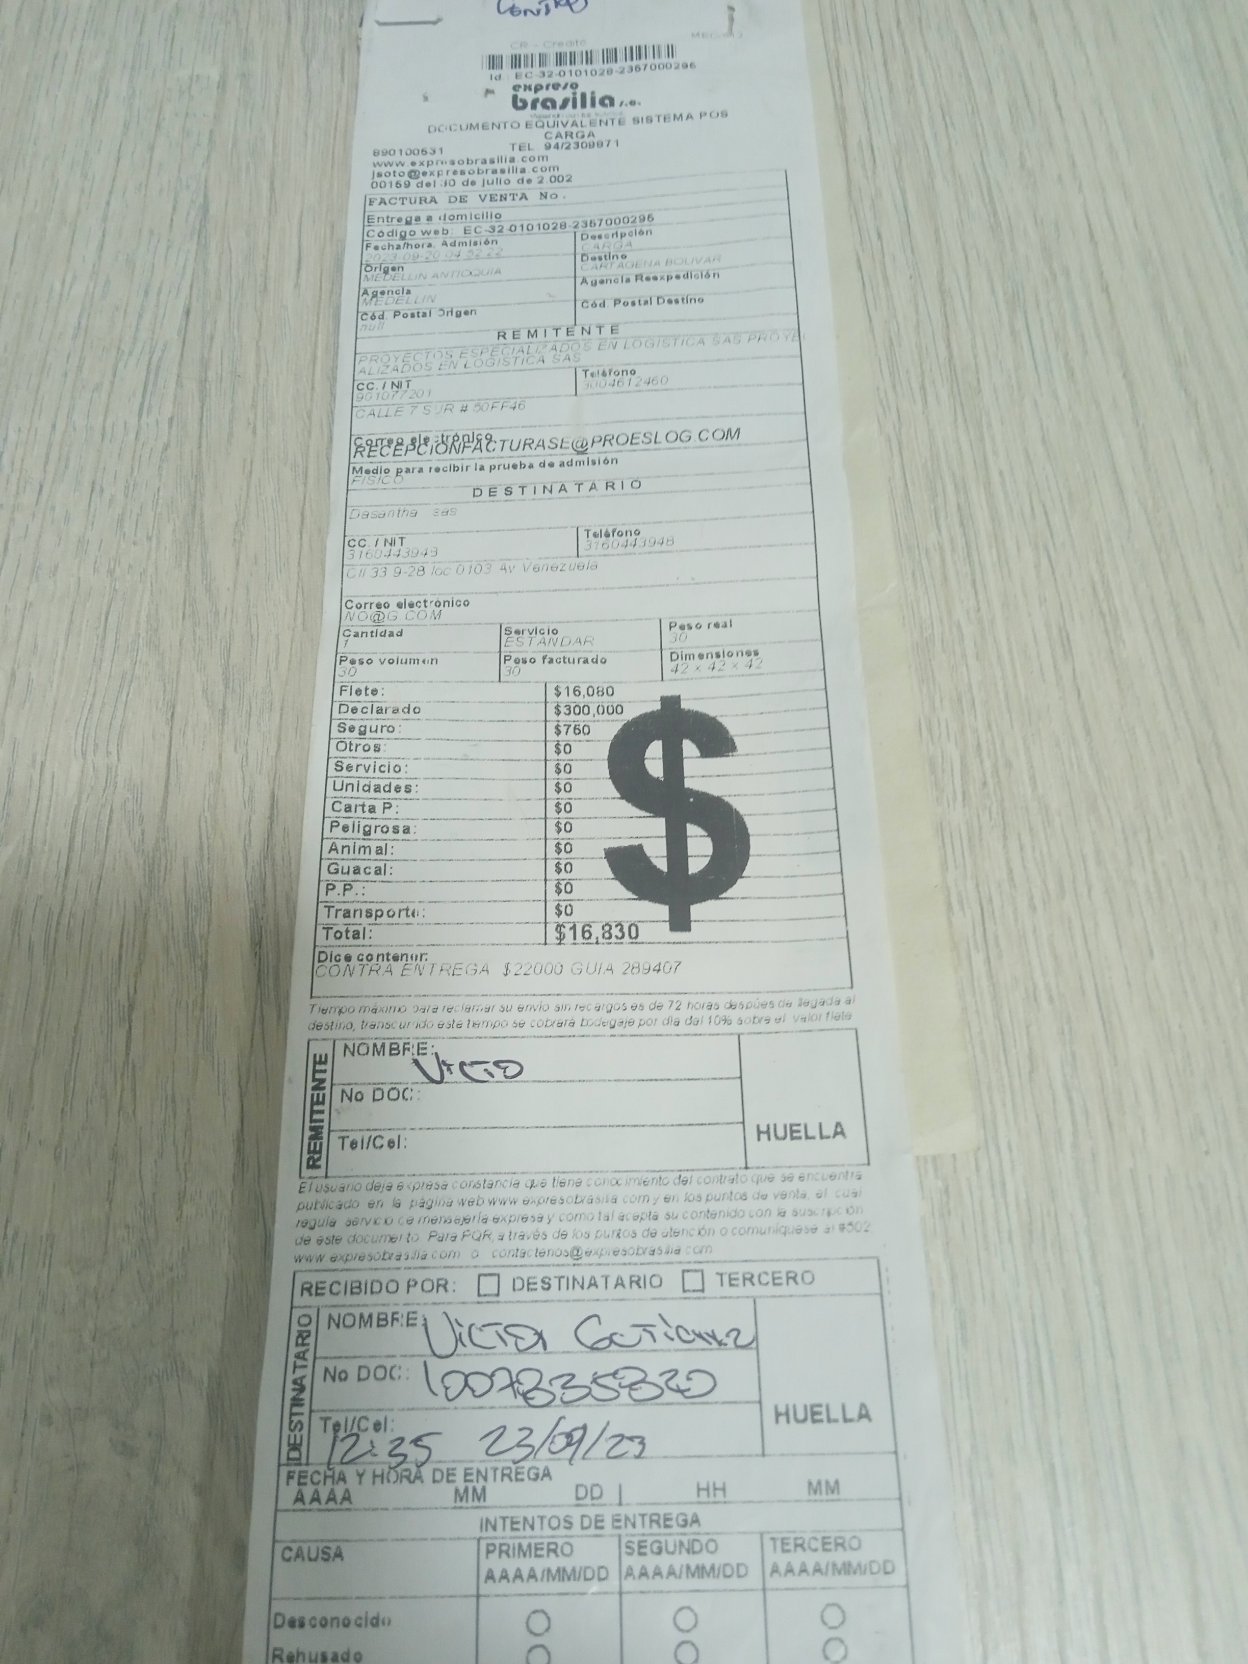 CR - Credito
Id EC-32-0101028-2367000296
expreso
brasilia s.a.
DOCUMENTO EQUIVALENTE SISTEMA POS
CARGA
890100531 TEL. 94/2309871
www.expresobrasilia.com
jsoto@expresobrasilia.com
00159 del 30 de julio de 2.002
FACTURA DE VENTA No.
Entrega a domicilio
Código web: EC-32-0101028-2367000296
Fecha/hora. Admisión Descripción
CARGA
Origen Destino
MEDELLIN ANTIOQUIA CARTAGENA BOLIVAR
Agencia Agencia Reexpedición
MEDELLIN
Cód. Postal Origen Cód. Postal Destino
null
REMITENTE
PROYECTOS ESPECIALIZADOS EN LOGISTICA SAS PROYE
ALIZADOS EN LOGISTICA SAS
CC. / NIT Teléfono
901077201 3004612460
CALLE 7 SUR # 50FF46
Correo electrónico
RECEPCIONFACTURASE@PROESLOG.COM
Medio para recibir la prueba de admisión
FISICO
DESTINATARIO
Dasantha sas
CC. / NIT Teléfono
3160443948 3160443948
Cll 33 9-28 loc 0103 Av Venezuela
Correo electrónico
NO@G.COM
Cantidad Servicio Peso real
1 ESTANDAR 30
Peso volumen Peso facturado Dimensiones
30 30 42 x 42 x 42
Flete: $16,080
Declarado $300,000
Seguro: $750
Otros: $0
Servicio: $0
Unidades: $0
Carta P: $0
Peligrosa: $0
Animal: $0
Guacal: $0
P.P.: $0
Transporte: $0
Total: $16,830
$
Dice contener:
CONTRA ENTREGA $22000 GUIA 289407
Tiempo máximo para reclamar su envio sin recargos es de 72 horas despúes de llegada al
destino, transcurrido este tiempo se cobrará bodegaje por dia dal 10% sobre el valor flete
REMITENTE
NOMBRE:
No DOC:
Tel/Cel:
HUELLA
El usuario deja expresa constancia que tiene conocimiento del contrato que se encuentra
publicado en la página web www.expresobrasilia.com y en los puntos de venta, el cual
regula servicio de mensajería expresa y como tal acepta su contenido con la suscripción
de este documento. Para PQR, a través de los puntos de atención o comuniquese al #502.
www.expresobrasilia.com o contactenos@expresobrasilia.com
RECIBIDO POR: DESTINATARIO TERCERO
DESTINATARIO
NOMBRE: Victor Gutierrez
No DOC: 1007835820
Tel/Cel:
12:35 23/09/23
HUELLA
FECHA Y HORA DE ENTREGA
AAAA MM DD | HH MM
INTENTOS DE ENTREGA
CAUSA PRIMERO SEGUNDO TERCERO
AAAA/MM/DD AAAA/MM/DD AAAA/MM/DD
Desconocido
Rehusado